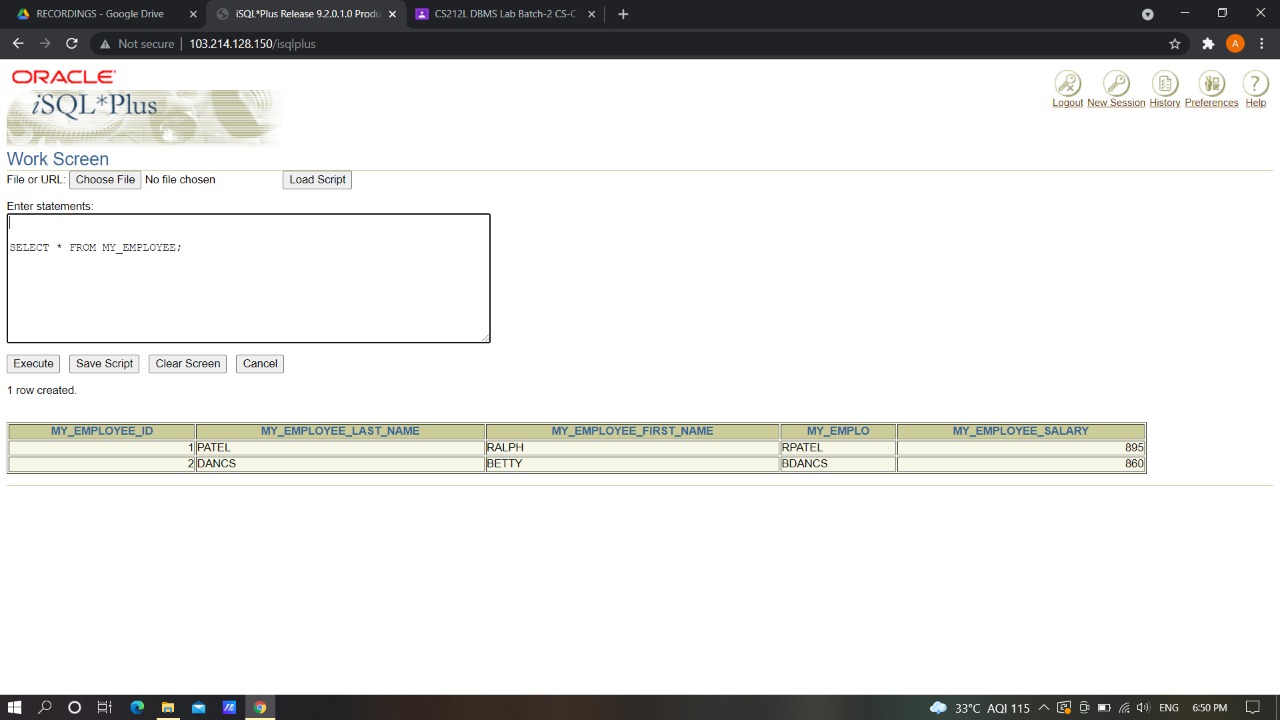 RECORDINGS - Google Drive
iSQL*Plus Release 9.2.0.1.0 Produ
CS212L DBMS Lab Batch-2 CS-C
Not secure
103.214.128.150/isqlplus
A
ORACLE
iSQL*Plus
Logout New Session History Preferences Help
Work Screen
File or URL: Choose File No file chosen Load Script
Enter statements:
SELECT * FROM MY_EMPLOYEE;
Execute Save Script Clear Screen Cancel
1 row created.
MY_EMPLOYEE_ID MY_EMPLOYEE_LAST_NAME MY_EMPLOYEE_FIRST_NAME MY_EMPLO MY_EMPLOYEE_SALARY
1 PATEL RALPH RPATEL 895
2 DANCS BETTY BDANCS 860
33°C AQI 115 ENG 6:50 PM